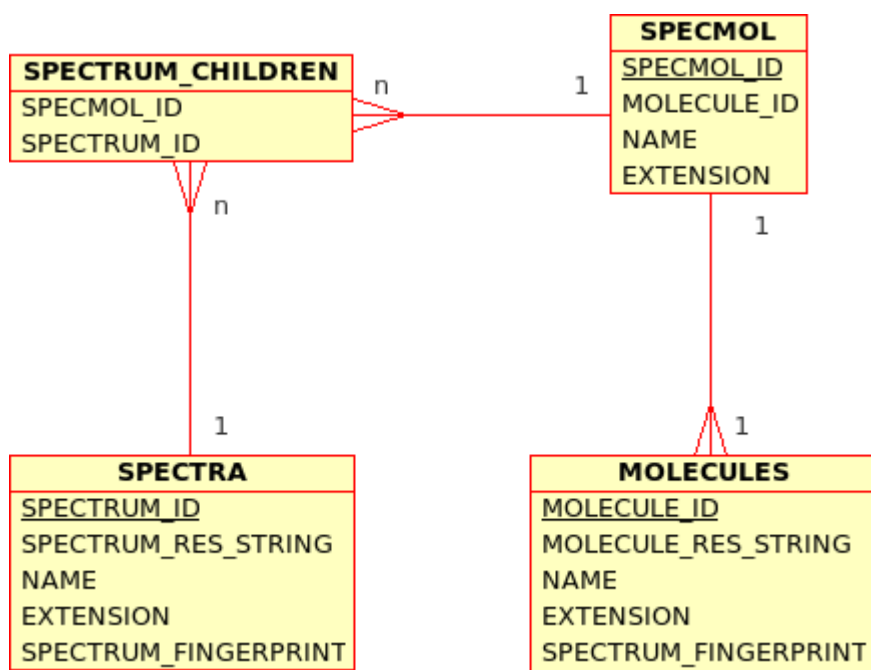 SPECTRUM_CHILDREN
SPECMOL_ID
SPECTRUM_ID
n
1
SPECMOL
SPECMOL_ID
MOLECULE_ID
NAME
EXTENSION
n
1
1
SPECTRA
SPECTRUM_ID
SPECTRUM_RES_STRING
NAME
EXTENSION
SPECTRUM_FINGERPRINT
1
MOLECULES
MOLECULE_ID
MOLECULE_RES_STRING
NAME
EXTENSION
SPECTRUM_FINGERPRINT